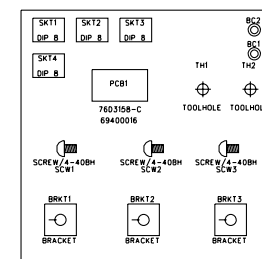 SKT1 SKT2 SKT3 BC2
DIP 8 DIP 8 DIP 8
BC1
SKT4 TH1 TH2
DIP 8
PCB1
TOOLHOLE TOOLHOL
76D3158-C
69400016
SCREW/4-40BH SCREW/4-40BH SCREW/4-40BH
SCW1 SCW2 SCW3
BRKT1 BRKT2 BRKT3
BRACKET BRACKET BRACKET